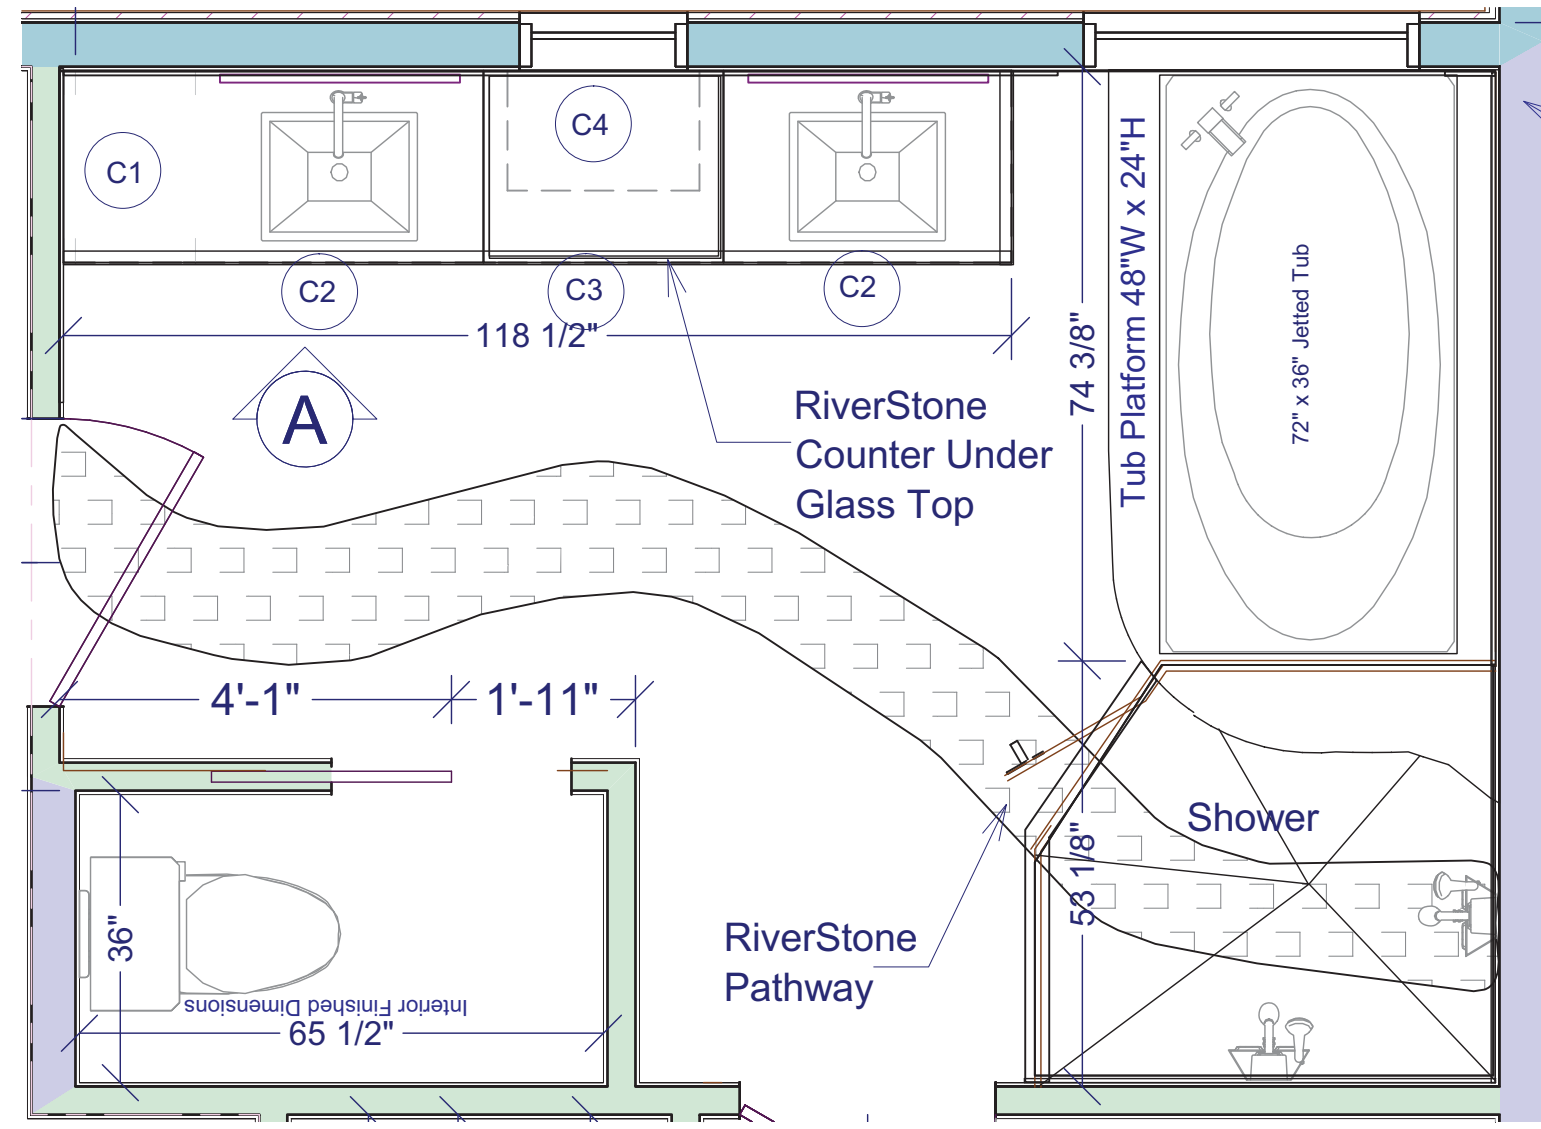 C1
C4
C2
C3
C2
118 1/2"
A
RiverStone
Counter Under
Glass Top
74 3/8"
Tub Platform 48"W x 24"H
72" x 36" Jetted Tub
4'-1"
1'-11"
Shower
53 1/8"
RiverStone
Pathway
36"
Interior Finished Dimensions
65 1/2"